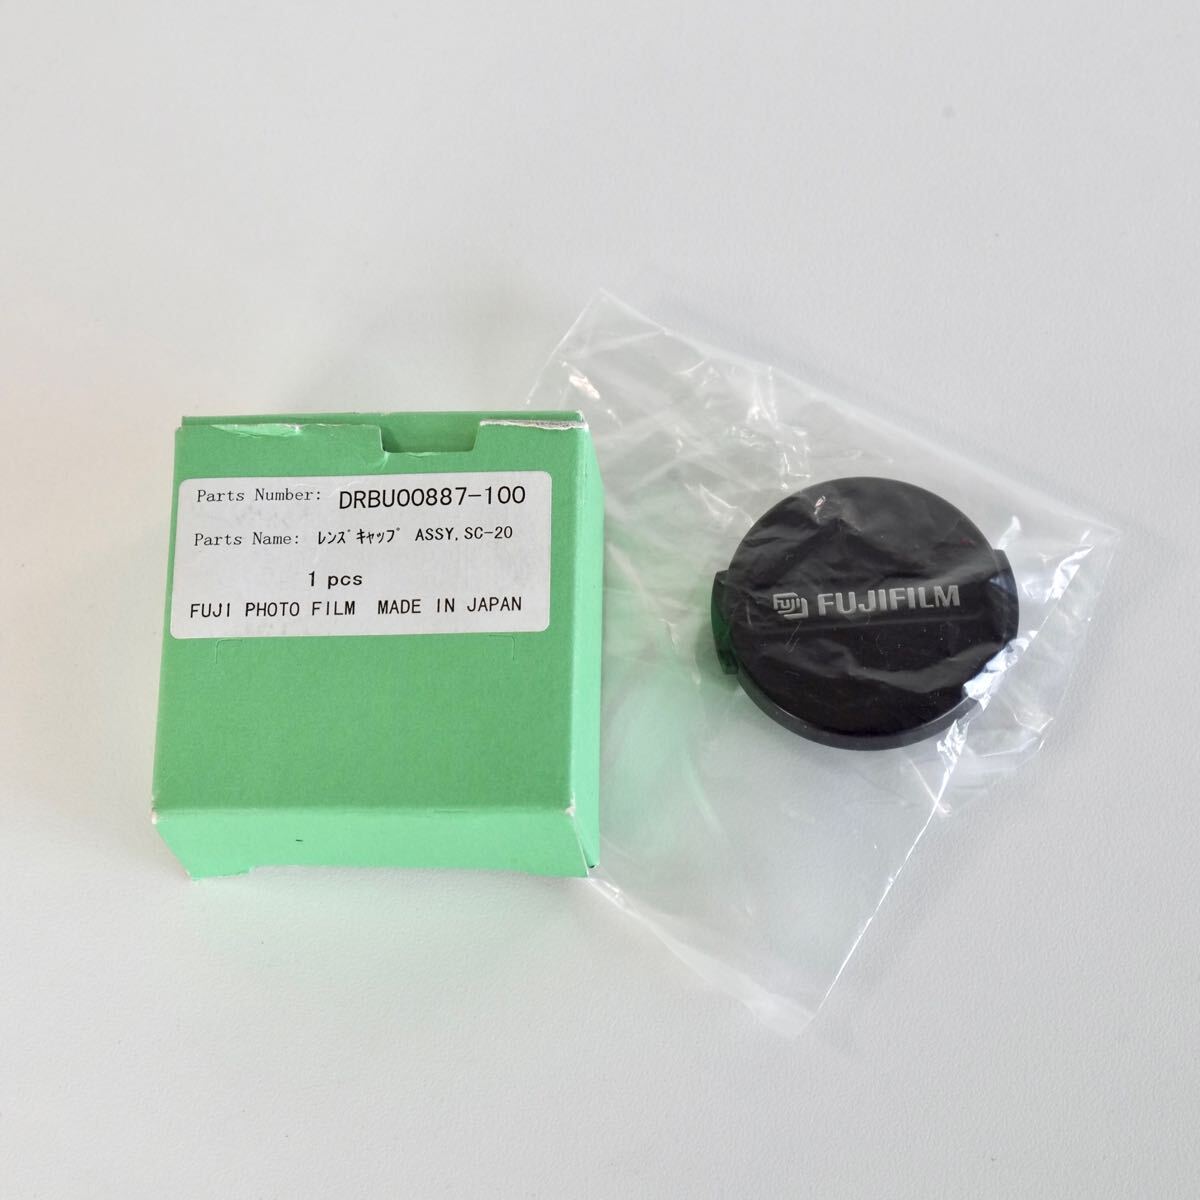 Parts Number: DRBU00887-100
Parts Name: ﾚﾝｽﾞｷｬｯﾌﾟ ASSY,SC-20
1 pcs
FUJI PHOTO FILM MADE IN JAPAN
FUJI FUJIFILM